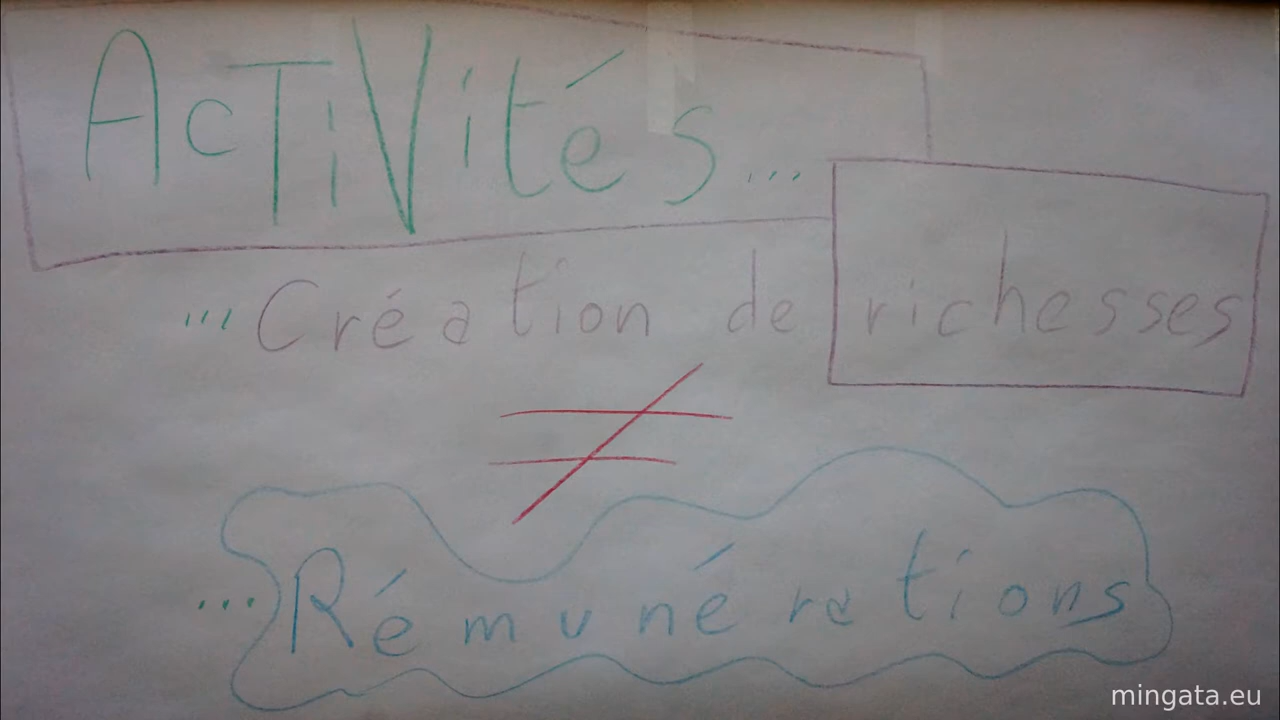 AcTiVités...
...Création de richesses
≠
...Rémunérations
mingata.eu